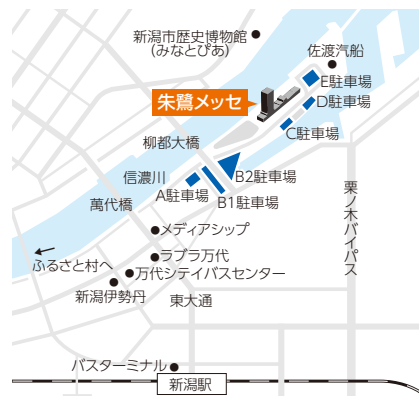 新潟市歴史博物館
(みなとぴあ)
佐渡汽船
E駐車場
朱鷺メッセ
D駐車場
C駐車場
柳都大橋
信濃川
B2駐車場
A駐車場
B1駐車場
萬代橋
栗ノ木バイパス
メディアシップ
ラブラ万代
ふるさと村へ
万代シテイバスセンター
新潟伊勢丹
東大通
バスターミナル
新潟駅